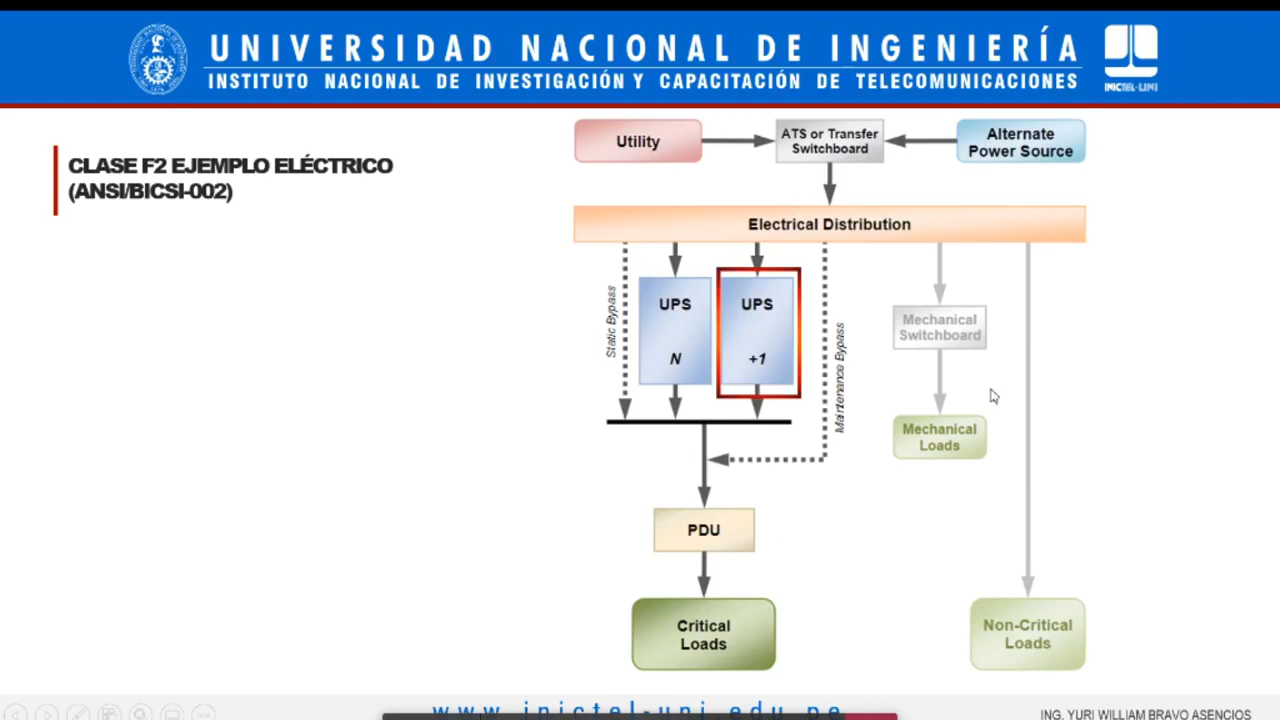 UNIVERSIDAD NACIONAL DE INGENIERÍA
INSTITUTO NACIONAL DE INVESTIGACIÓN Y CAPACITACIÓN DE TELECOMUNICACIONES
INICTEL-UNI
CLASE F2 EJEMPLO ELÉCTRICO
(ANSI/BICSI-002)
Utility
ATS or Transfer
Switchboard
Alternate
Power Source
Electrical Distribution
Static Bypass
UPS
N
UPS
+1
Maintenance Bypass
Mechanical
Switchboard
Mechanical
Loads
PDU
Critical
Loads
Non-Critical
Loads
www.inictel-uni.edu.pe
ING. YURI WILLIAM BRAVO ASENCIOS